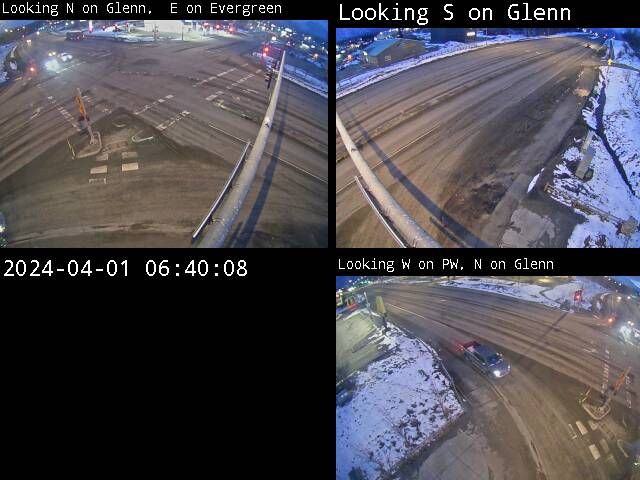 Looking N on Glenn,  E on Evergreen
Looking S on Glenn
2024-04-01 06:40:08
Looking W on PW, N on Glenn